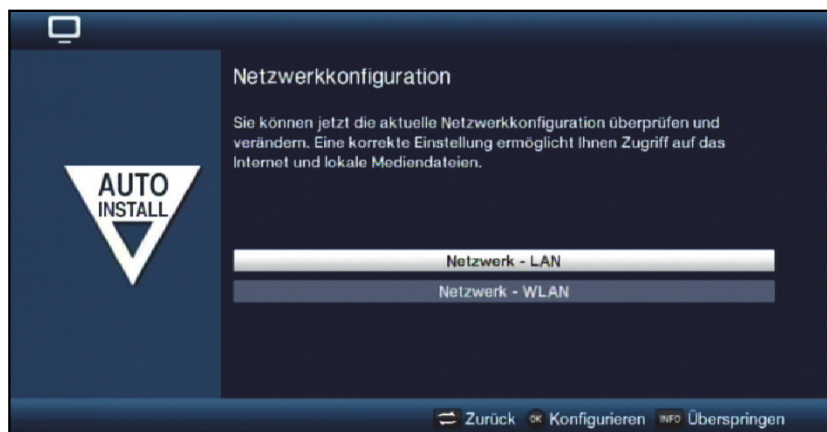 Netzwerkkonfiguration
Sie können jetzt die aktuelle Netzwerkkonfiguration überprüfen und
verändern. Eine korrekte Einstellung ermöglicht Ihnen Zugriff auf das
Internet und lokale Mediendateien.
AUTO
INSTALL
Netzwerk - LAN
Netzwerk - WLAN
Zurück OK Konfigurieren INFO Überspringen